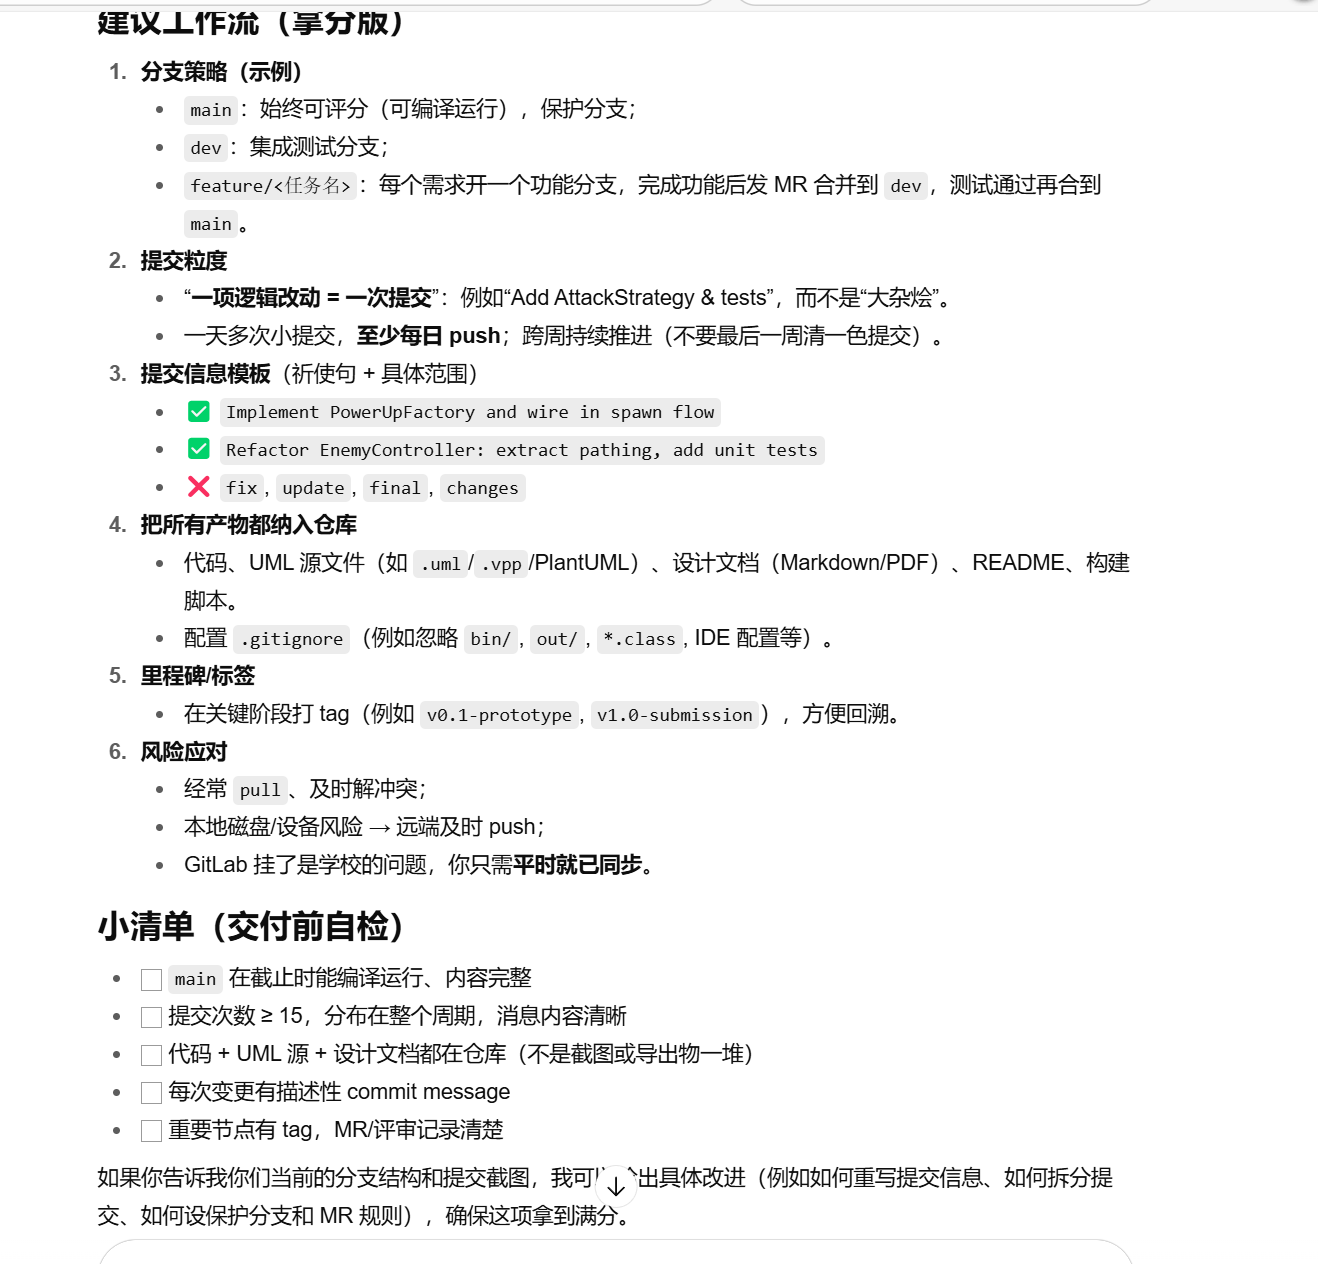 建议工作流（拿分版）
1. 分支策略（示例）
• main：始终可评分（可编译运行），保护分支；
• dev：集成测试分支；
• feature/<任务名>：每个需求开一个功能分支，完成功能后发 MR 合并到 dev，测试通过再合到
main。
2. 提交粒度
• “一项逻辑改动 = 一次提交”：例如“Add AttackStrategy & tests”，而不是“大杂烩”。
• 一天多次小提交，至少每日 push；跨周持续推进（不要最后一周清一色提交）。
3. 提交信息模板（祈使句 + 具体范围）
• ✅ Implement PowerUpFactory and wire in spawn flow
• ✅ Refactor EnemyController: extract pathing, add unit tests
• ❌ fix, update, final, changes
4. 把所有产物都纳入仓库
• 代码、UML 源文件（如 .uml/.vpp/PlantUML）、设计文档（Markdown/PDF）、README、构建
脚本。
• 配置 .gitignore（例如忽略 bin/, out/, *.class, IDE 配置等）。
5. 里程碑/标签
• 在关键阶段打 tag（例如 v0.1-prototype, v1.0-submission），方便回溯。
6. 风险应对
• 经常 pull、及时解冲突；
• 本地磁盘/设备风险 → 远端及时 push；
• GitLab 挂了是学校的问题，你只需平时就已同步。
小清单（交付前自检）
• main 在截止时能编译运行、内容完整
• 提交次数 ≥ 15，分布在整个周期，消息内容清晰
• 代码 + UML 源 + 设计文档都在仓库（不是截图或导出物一堆）
• 每次变更有描述性 commit message
• 重要节点有 tag，MR/评审记录清楚
如果你告诉我你们当前的分支结构和提交截图，我可 出具体改进（例如如何重写提交信息、如何拆分提
交、如何设保护分支和 MR 规则），确保这项拿到满分。